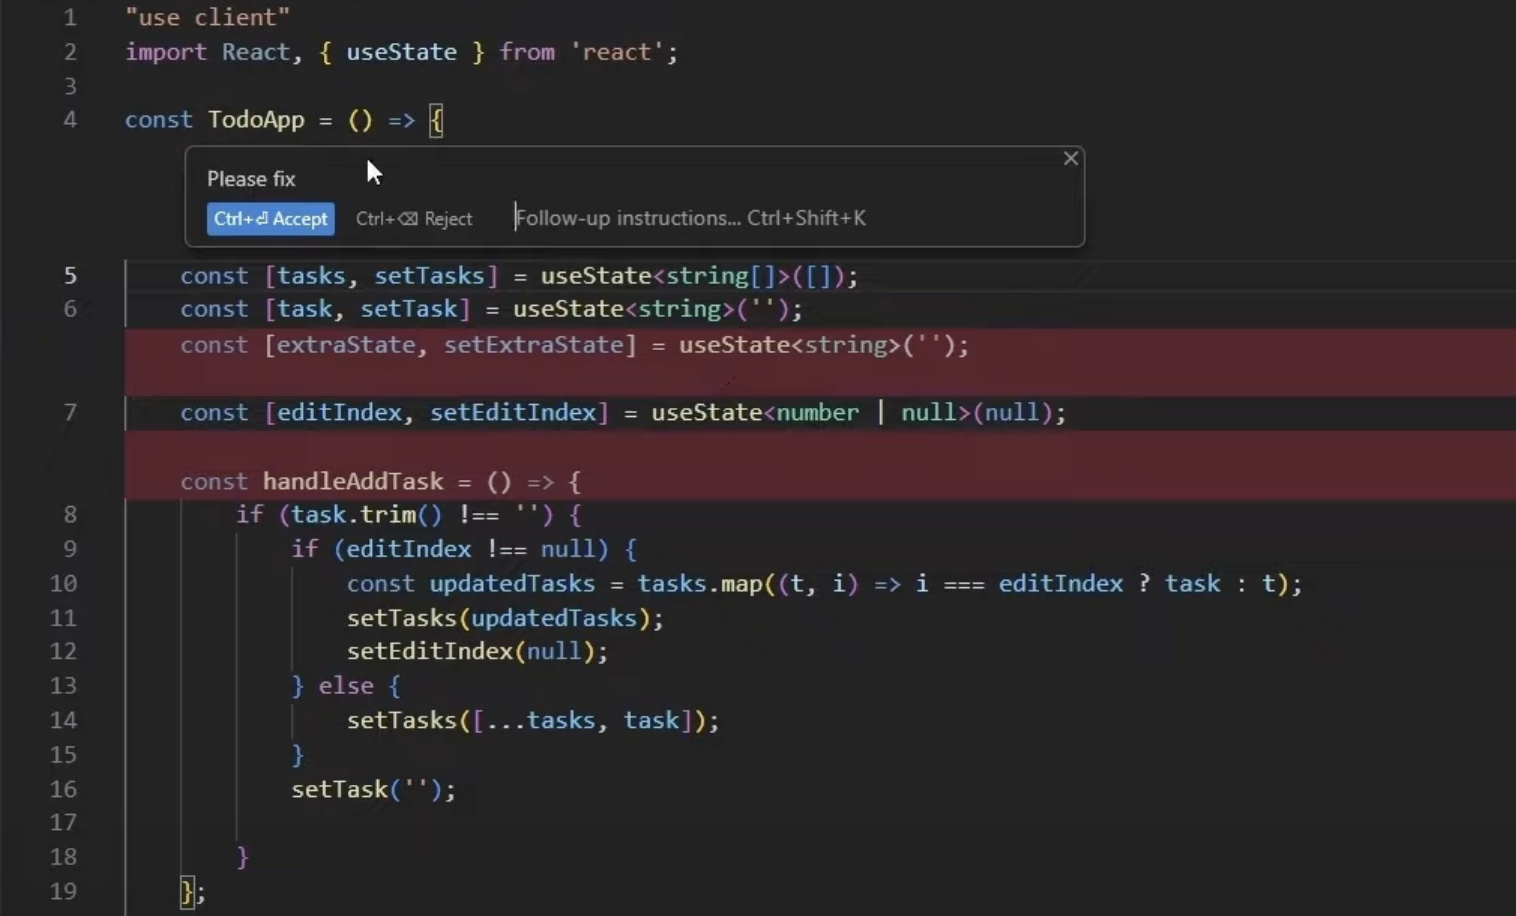 1 "use client"
2 import React, { useState } from 'react';
3
4 const TodoApp = () => {
Please fix
Ctrl+⏎ Accept Ctrl+⌫ Reject Follow-up instructions... Ctrl+Shift+K
5 const [tasks, setTasks] = useState<string[]>([]);
6 const [task, setTask] = useState<string>('');
const [extraState, setExtraState] = useState<string>('');
7 const [editIndex, setEditIndex] = useState<number | null>(null);
const handleAddTask = () => {
8 if (task.trim() !== '') {
9 if (editIndex !== null) {
10 const updatedTasks = tasks.map((t, i) => i === editIndex ? task : t);
11 setTasks(updatedTasks);
12 setEditIndex(null);
13 } else {
14 setTasks([...tasks, task]);
15 }
16 setTask('');
17
18 }
19 };